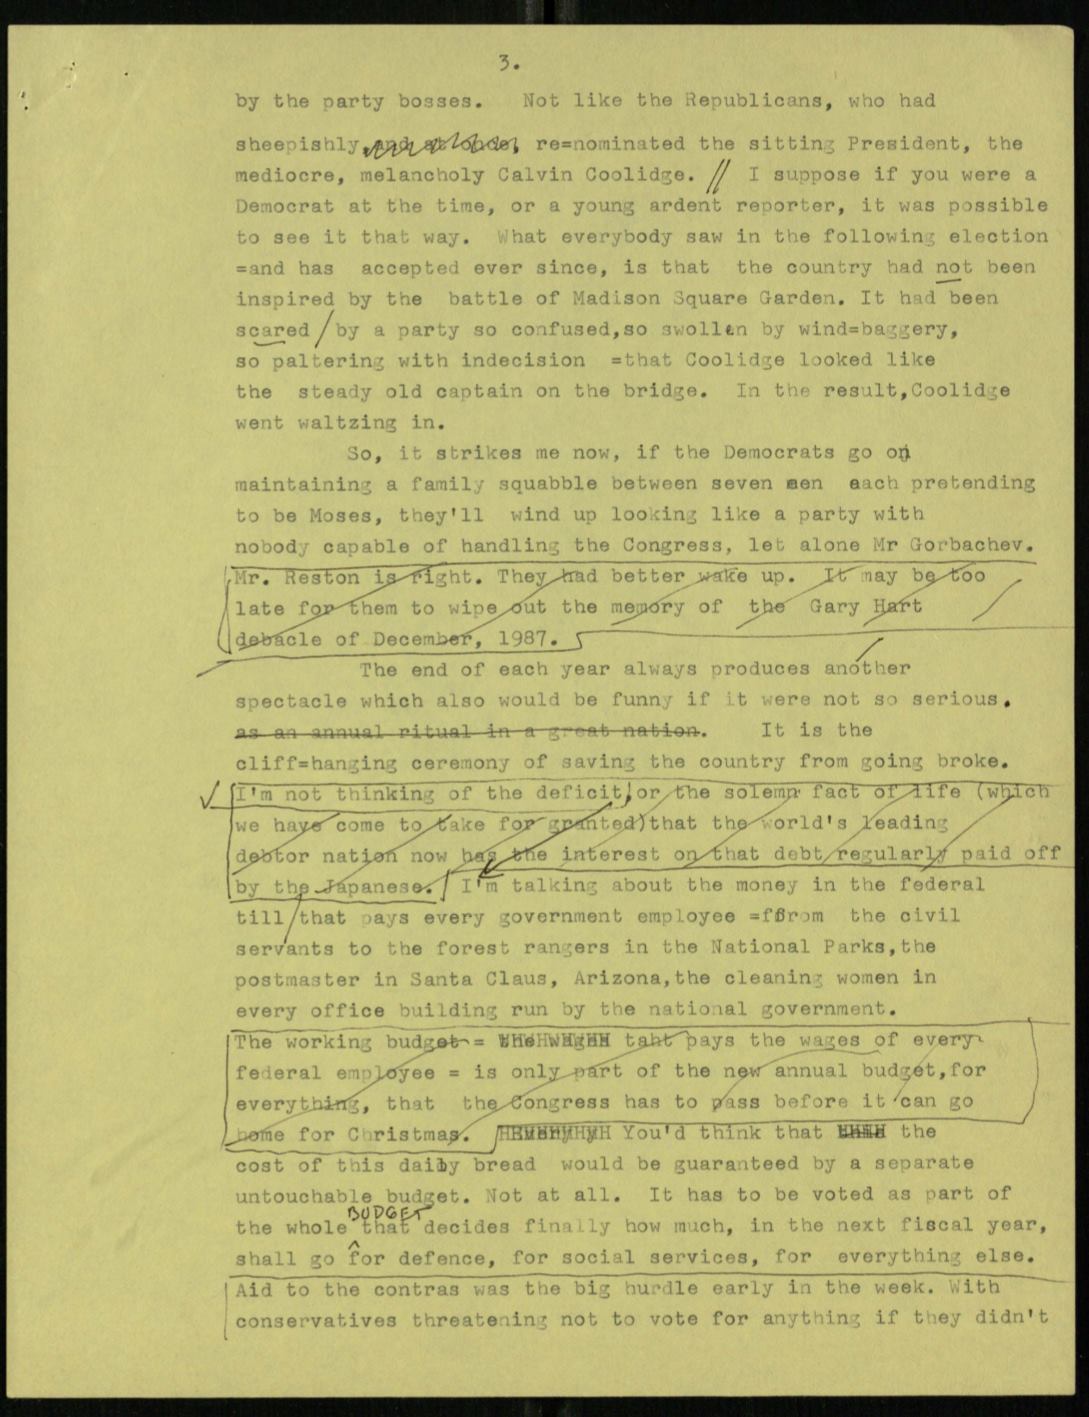 3.
by the party bosses.   Not like the Republicans, who had
sheepishly, and at once, re=nominated the sitting President, the
mediocre, melancholy Calvin Coolidge. // I suppose if you were a
Democrat at the time, or a young ardent reporter, it was possible
to see it that way.  What everybody saw in the following election
=and has  accepted ever since, is that  the country had not been
inspired by the  battle of Madison Square Garden. It had been
scared / by a party so confused,so swollen by wind=baggery,
so paltering with indecision  =that Coolidge looked like
the  steady old captain on the bridge.  In the result,Coolidge
went waltzing in.
So, it strikes me now, if the Democrats go on
maintaining a family squabble between seven men  each pretending
to be Moses, they'll  wind up looking like a party with
nobody capable of handling the Congress, let alone Mr Gorbachev.
Mr. Reston is right. They had better wake up.  It may be too
late for them to wipe out the memory of  the  Gary Hart
debacle of December, 1987.
The end of each year always produces another
spectacle which also would be funny if it were not so serious.
as an annual ritual in a great nation.    It is the
cliff=hanging ceremony of saving the country from going broke.
I'm not thinking of the deficit, or the solemn fact of life (which
we have come to take for granted)that the world's leading
debtor nation now has the interest on that debt regularly paid off
by the Japanese. I'm talking about the money in the federal
till that pays every government employee =from  the civil
servants to the forest rangers in the National Parks,the
postmaster in Santa Claus, Arizona,the cleaning women in
every office building run by the national government.
The working budget = taht pays the wages of every
federal employee = is only part of the new annual budget,for
everything, that  the Congress has to pass before it can go
home for Christmas. You'd think that the
cost of this daily bread  would be guaranteed by a separate
untouchable budget. Not at all.  It has to be voted as part of
BUDGET
the whole that decides finally how much, in the next fiscal year,
shall go for defence, for social services, for  everything else.
Aid to the contras was the big hurdle early in the week. With
conservatives threatening not to vote for anything if they didn't